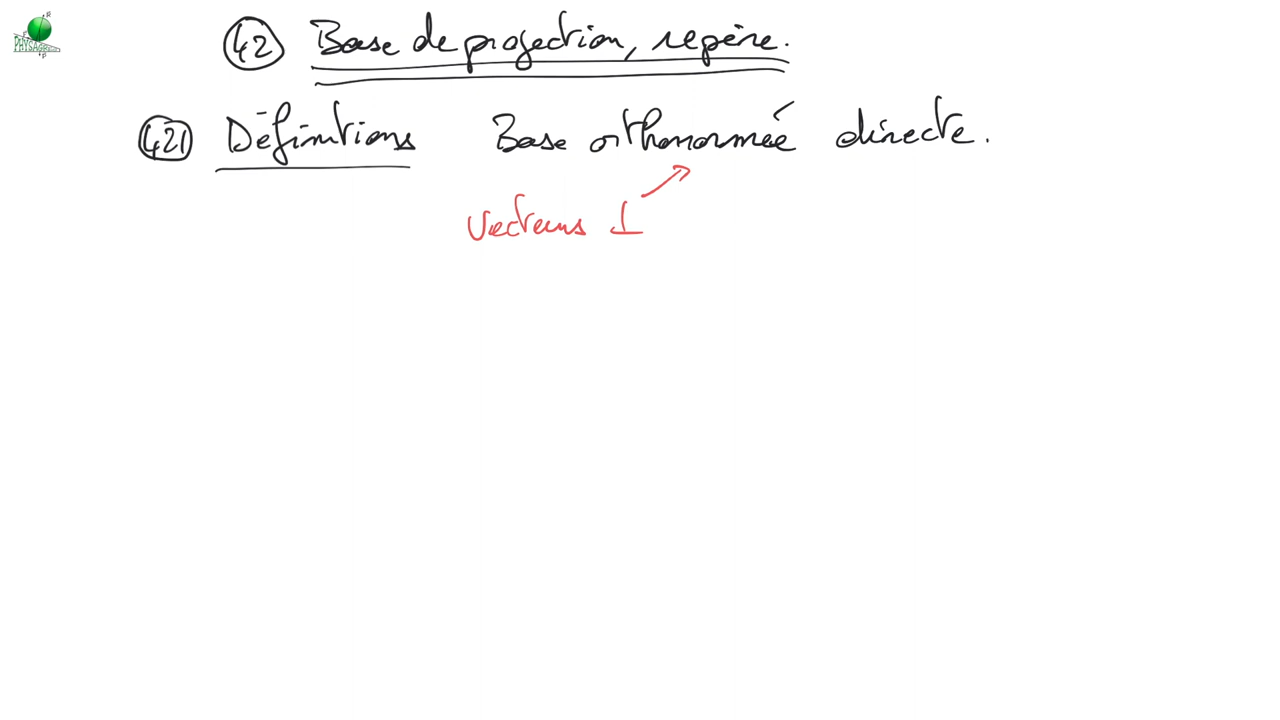 42 Base de projection, repère.
421 Définitions Base orthonormée directe.
Vecteurs ⊥